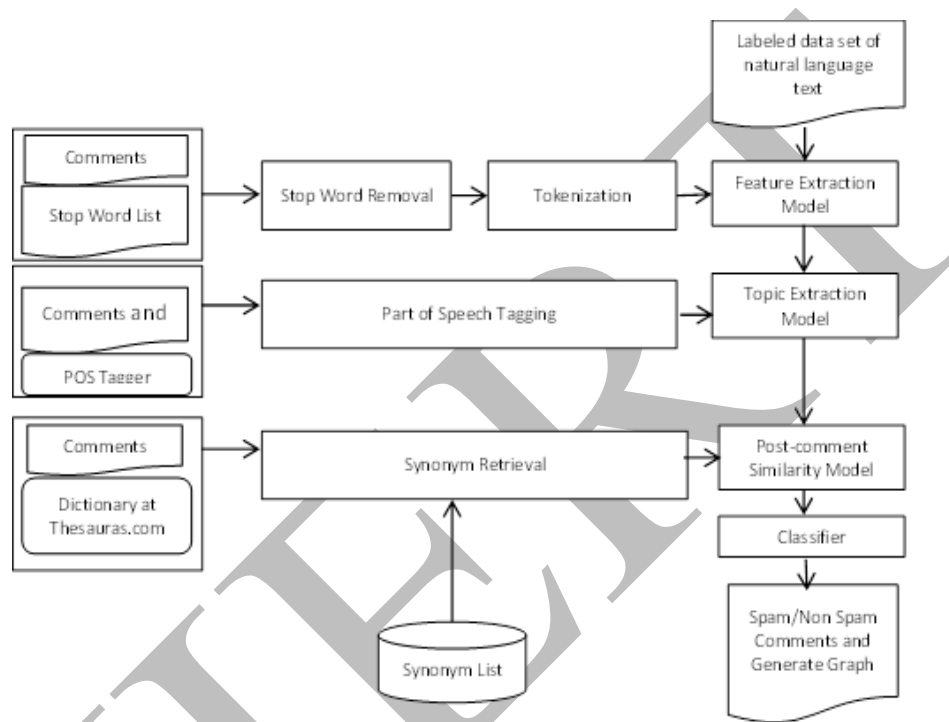 Labeled data set of
natural language
text
Comments
Stop Word List
Stop Word Removal
Tokenization
Feature Extraction
Model
Comments and
POS Tagger
Part of Speech Tagging
Topic Extraction
Model
Comments
Dictionary at
Thesauras.com
Synonym Retrieval
Post-comment
Similarity Model
Classifier
Synonym List
Spam/Non Spam
Comments and
Generate Graph
IJERT